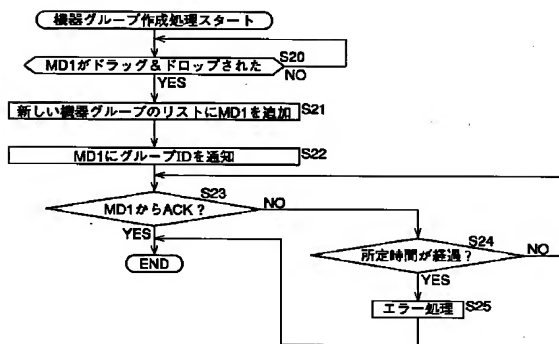 機器グループ作成処理スタート
S20
MD1がドラッグ&ドロップされた
NO
YES
新しい機器グループのリストにMD1を追加
S21
MD1にグループIDを通知
S22
S23
MD1からACK?
NO
YES
S24
所定時間が経過?
NO
END
YES
エラー処理
S25